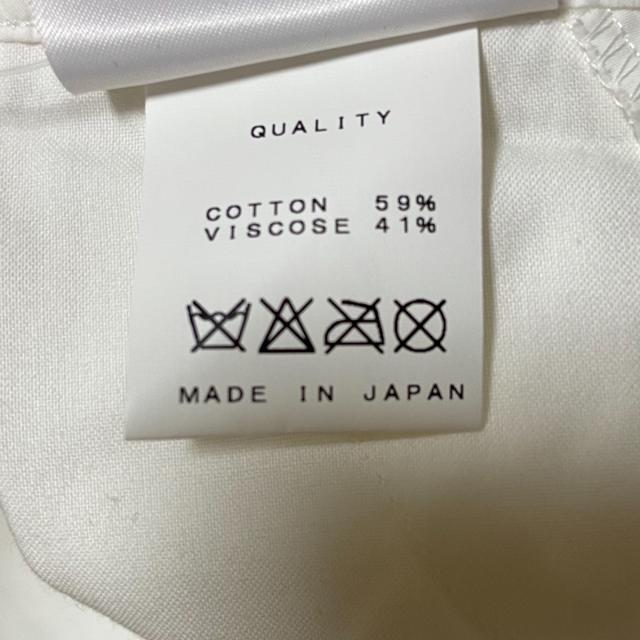 QUALITY
COTTON 59%
VISCOSE 41%
MADE IN JAPAN